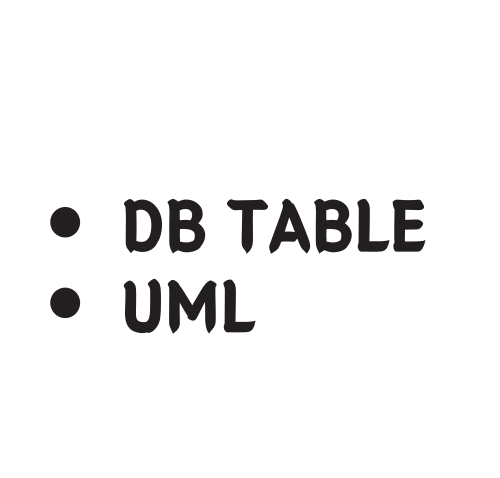 • DB TABLE
• UML